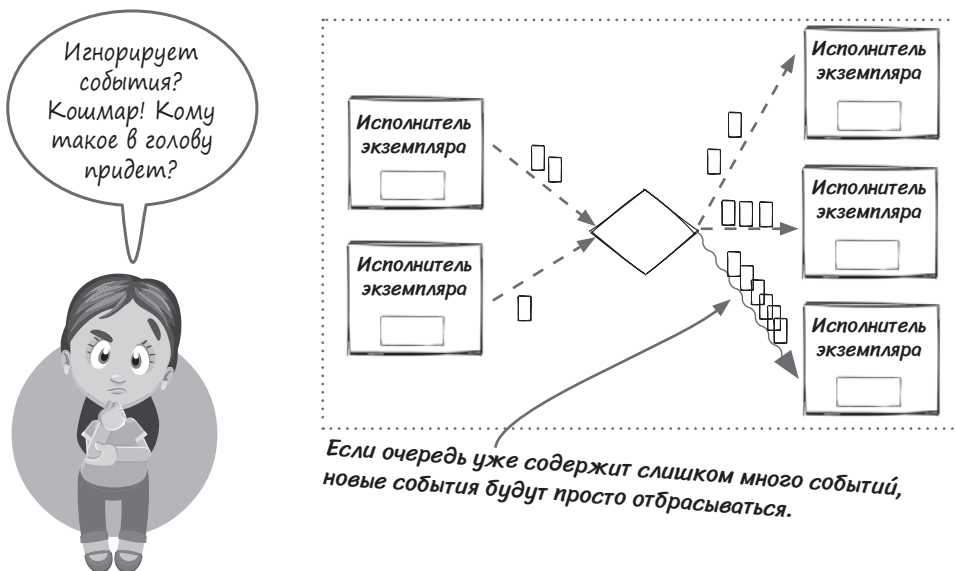 Игнорирует
события?
Кошмар! Кому
такое в голову
придет?
Исполнитель
экземпляра
Исполнитель
экземпляра
Исполнитель
экземпляра
Исполнитель
экземпляра
Исполнитель
экземпляра
Если очередь уже содержит слишком много событий,
новые события будут просто отбрасываться.